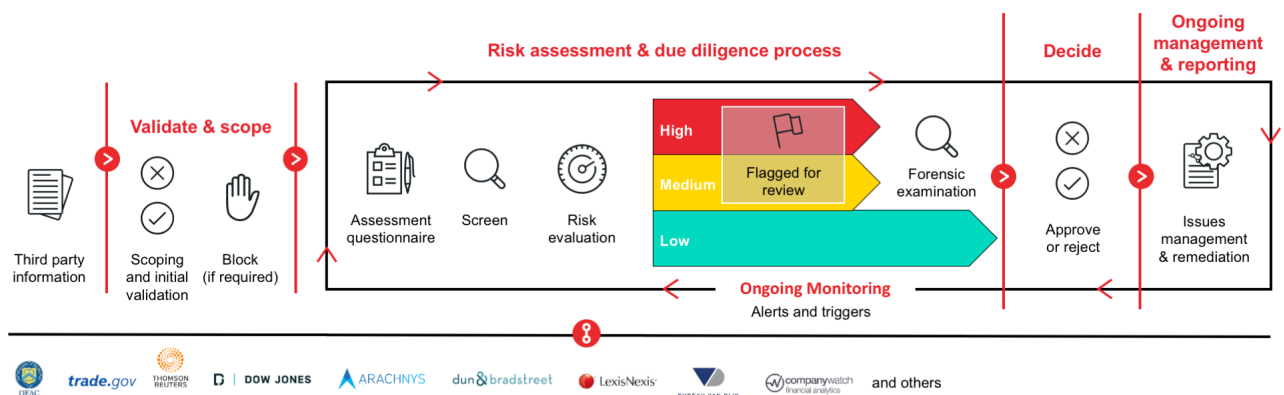 Ongoing
management
& reporting
Risk assessment & due diligence process
Decide
Validate & scope
High
Medium
Low
Flagged for
review
Forensic
examination
Third party
information
Scoping
and initial
validation
Block
(if required)
Assessment
questionnaire
Screen
Risk
evaluation
Approve
or reject
Issues
management
& remediation
Ongoing Monitoring
Alerts and triggers
OFAC
trade.gov
THOMSON
REUTERS
D | DOW JONES
ARACHNYS
dun&bradstreet
LexisNexis
companywatch
financial analytics
and others